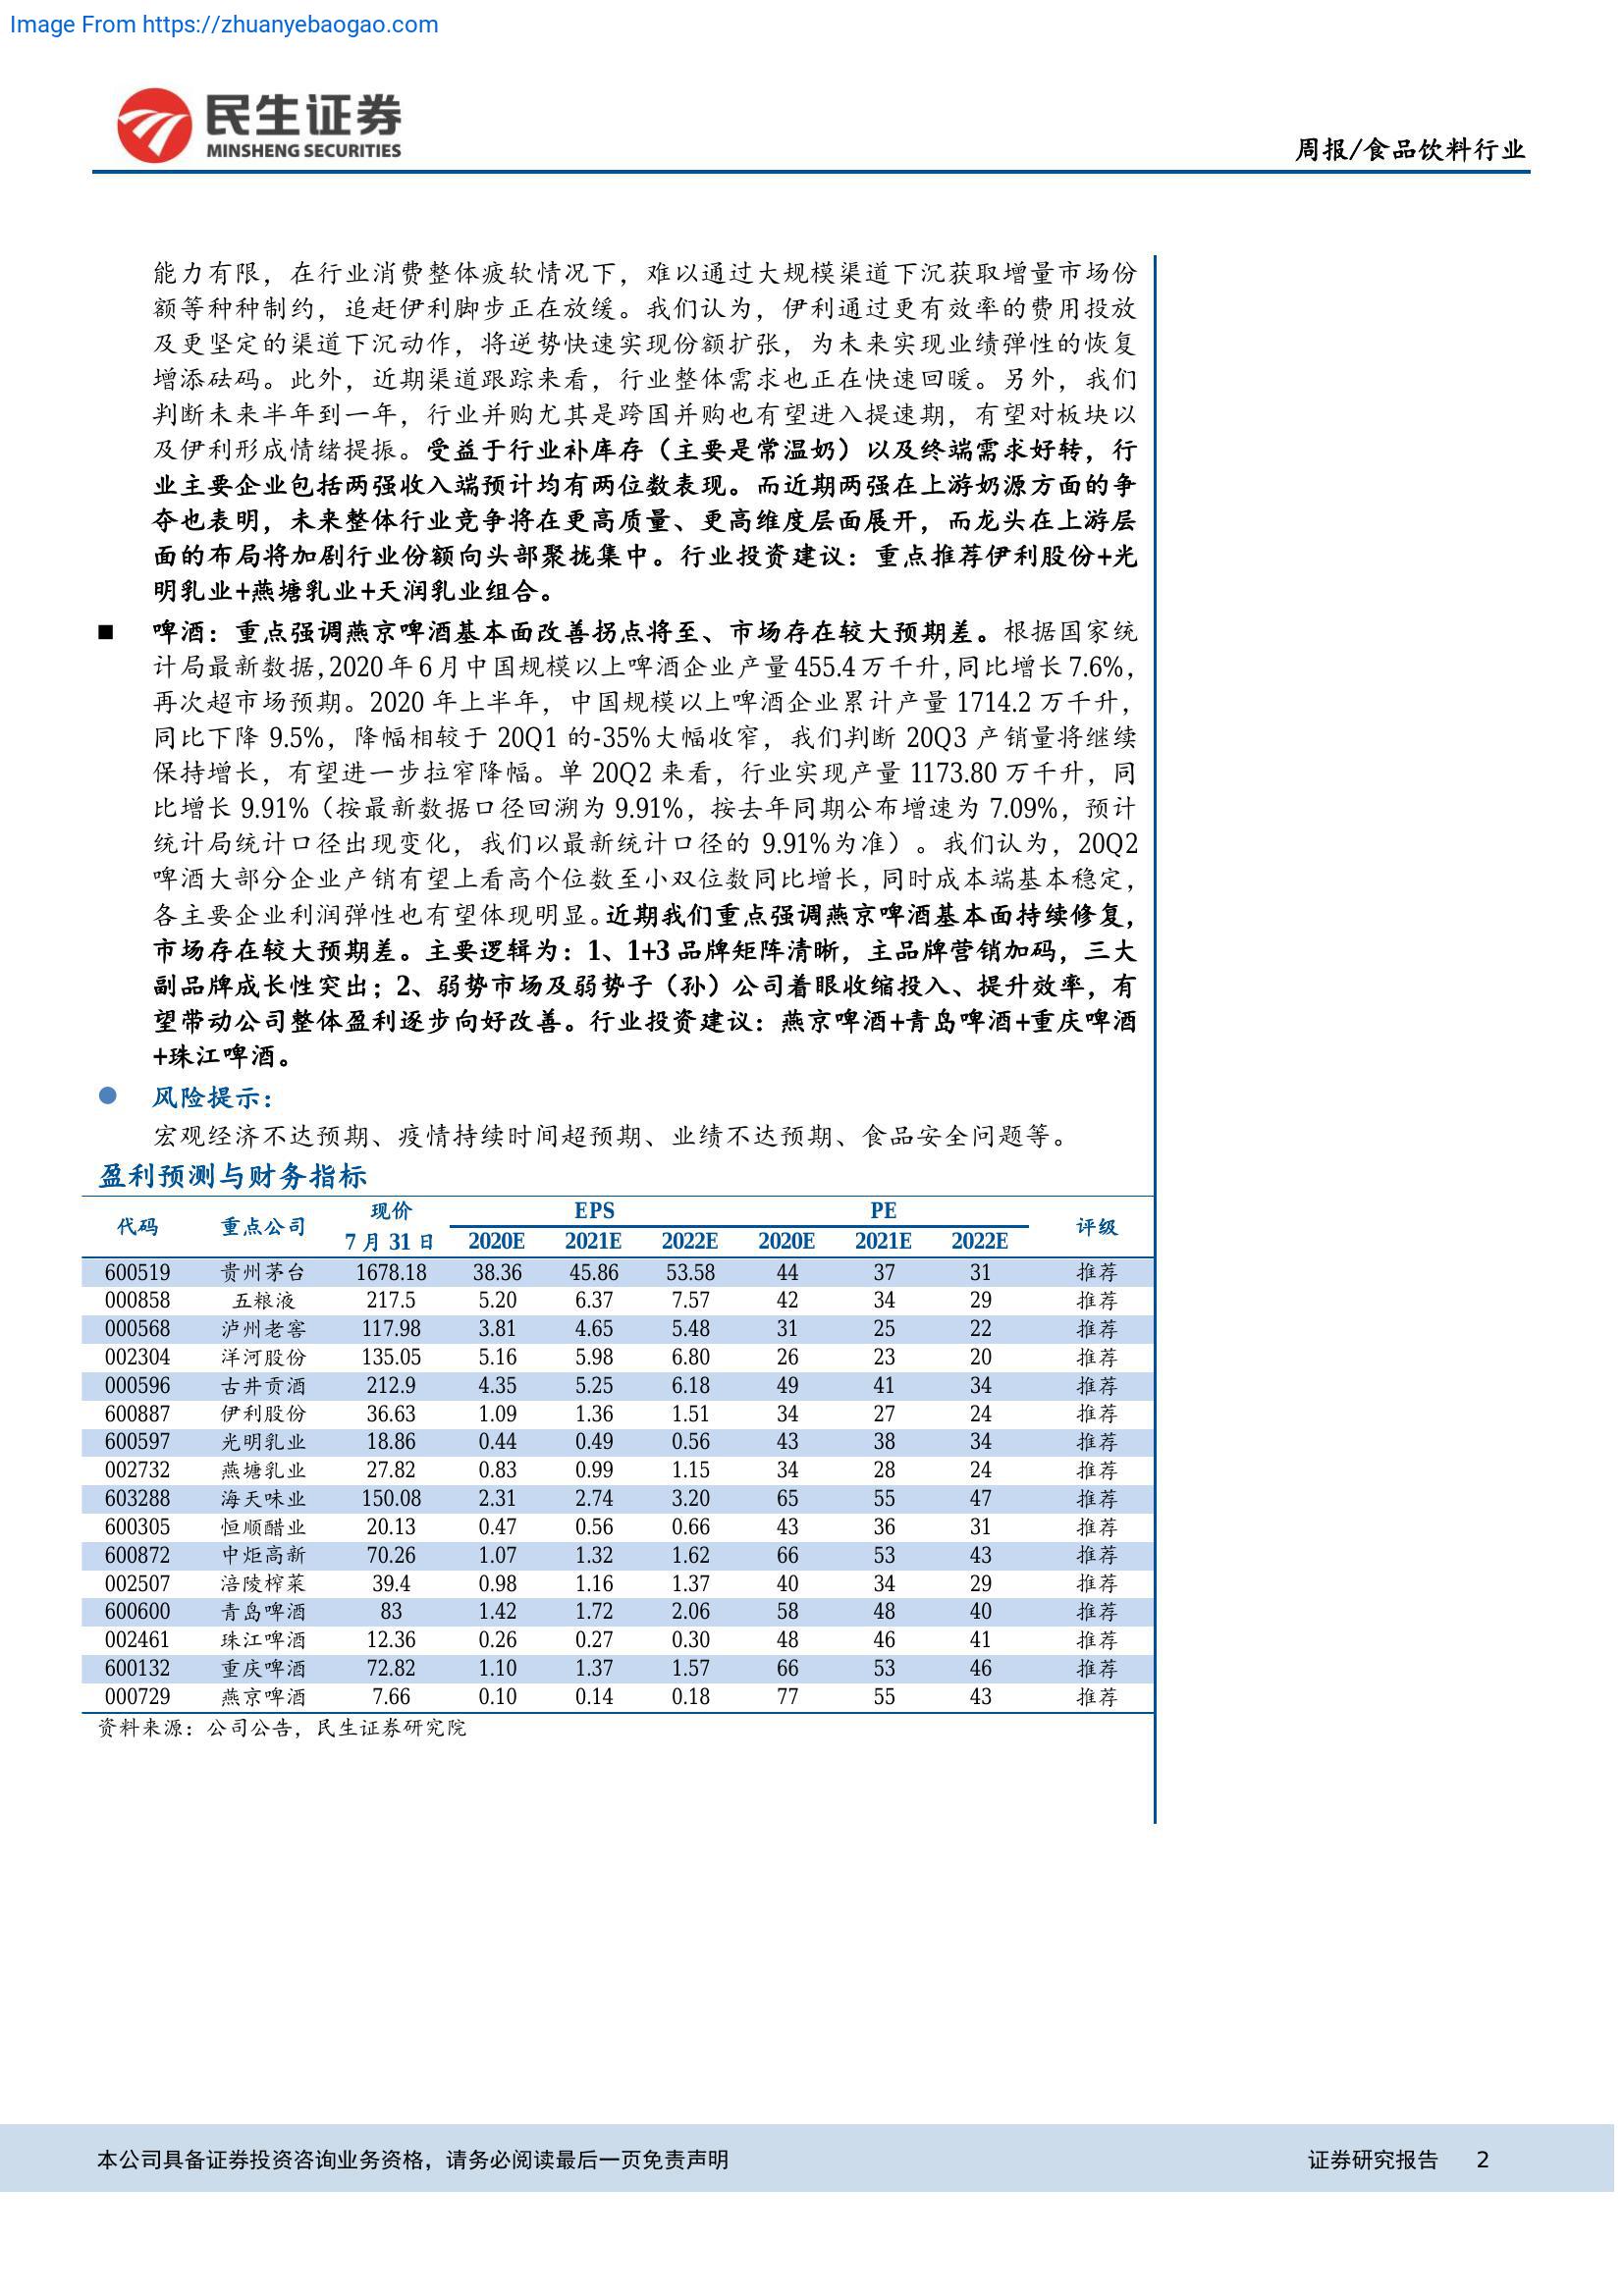 Image From https://zhuanyebaogao.com
民生证券
MINSHENG SECURITIES
周报/食品饮料行业
能力有限，在行业消费整体疲软情况下，难以通过大规模渠道下沉获取增量市场份
额等种种制约，追赶伊利脚步正在放缓。我们认为，伊利通过更有效率的费用投放
及更坚定的渠道下沉动作，将逆势快速实现份额扩张，为未来实现业绩弹性的恢复
增添砝码。此外，近期渠道跟踪来看，行业整体需求也正在快速回暖。另外，我们
判断未来半年到一年，行业并购尤其是跨国并购也有望进入提速期，有望对板块以
及伊利形成情绪提振。受益于行业补库存（主要是常温奶）以及终端需求好转，行
业主要企业包括两强收入端预计均有两位数表现。而近期两强在上游奶源方面的争
夺也表明，未来整体行业竞争将在更高质量、更高维度层面展开，而龙头在上游层
面的布局将加剧行业份额向头部聚拢集中。行业投资建议：重点推荐伊利股份+光
明乳业+燕塘乳业+天润乳业组合。
■ 啤酒：重点强调燕京啤酒基本面改善拐点将至、市场存在较大预期差。根据国家统
计局最新数据，2020 年 6 月中国规模以上啤酒企业产量 455.4 万千升，同比增长 7.6%，
再次超市场预期。2020 年上半年，中国规模以上啤酒企业累计产量 1714.2 万千升，
同比下降 9.5%，降幅相较于 20Q1 的-35%大幅收窄，我们判断 20Q3 产销量将继续
保持增长，有望进一步拉窄降幅。单 20Q2 来看，行业实现产量 1173.80 万千升，同
比增长 9.91%（按最新数据口径回溯为 9.91%，按去年同期公布增速为 7.09%，预计
统计局统计口径出现变化，我们以最新统计口径的 9.91%为准）。我们认为，20Q2
啤酒大部分企业产销有望上看高个位数至小双位数同比增长，同时成本端基本稳定，
各主要企业利润弹性也有望体现明显。近期我们重点强调燕京啤酒基本面持续修复，
市场存在较大预期差。主要逻辑为：1、1+3 品牌矩阵清晰，主品牌营销加码，三大
副品牌成长性突出；2、弱势市场及弱势子（孙）公司着眼收缩投入、提升效率，有
望带动公司整体盈利逐步向好改善。行业投资建议：燕京啤酒+青岛啤酒+重庆啤酒
+珠江啤酒。
● 风险提示：
宏观经济不达预期、疫情持续时间超预期、业绩不达预期、食品安全问题等。
盈利预测与财务指标
代码 重点公司 现价 EPS PE 评级
7 月 31 日 2020E 2021E 2022E 2020E 2021E 2022E
600519 贵州茅台 1678.18 38.36 45.86 53.58 44 37 31 推荐
000858 五粮液 217.5 5.20 6.37 7.57 42 34 29 推荐
000568 泸州老窖 117.98 3.81 4.65 5.48 31 25 22 推荐
002304 洋河股份 135.05 5.16 5.98 6.80 26 23 20 推荐
000596 古井贡酒 212.9 4.35 5.25 6.18 49 41 34 推荐
600887 伊利股份 36.63 1.09 1.36 1.51 34 27 24 推荐
600597 光明乳业 18.86 0.44 0.49 0.56 43 38 34 推荐
002732 燕塘乳业 27.82 0.83 0.99 1.15 34 28 24 推荐
603288 海天味业 150.08 2.31 2.74 3.20 65 55 47 推荐
600305 恒顺醋业 20.13 0.47 0.56 0.66 43 36 31 推荐
600872 中炬高新 70.26 1.07 1.32 1.62 66 53 43 推荐
002507 涪陵榨菜 39.4 0.98 1.16 1.37 40 34 29 推荐
600600 青岛啤酒 83 1.42 1.72 2.06 58 48 40 推荐
002461 珠江啤酒 12.36 0.26 0.27 0.30 48 46 41 推荐
600132 重庆啤酒 72.82 1.10 1.37 1.57 66 53 46 推荐
000729 燕京啤酒 7.66 0.10 0.14 0.18 77 55 43 推荐
资料来源：公司公告，民生证券研究院
本公司具备证券投资咨询业务资格，请务必阅读最后一页免责声明
证券研究报告 2